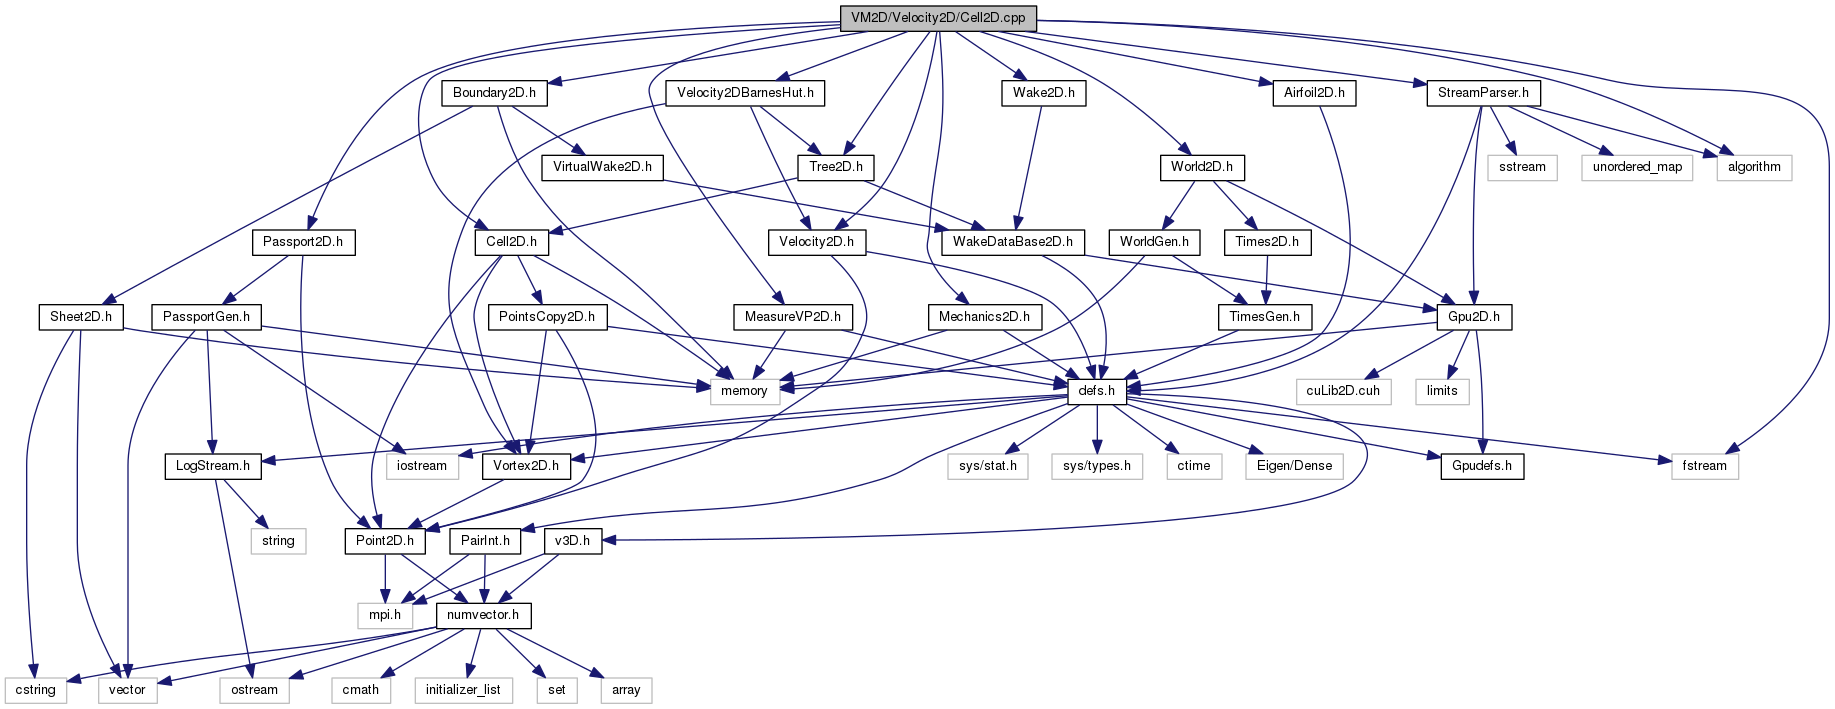 VM2D/Velocity2D/Cell2D.cpp
Boundary2D.h
Velocity2DBarnesHut.h
Wake2D.h
Airfoil2D.h
StreamParser.h
VirtualWake2D.h
Tree2D.h
World2D.h
sstream
unordered_map
algorithm
Passport2D.h
Cell2D.h
Velocity2D.h
WakeDataBase2D.h
WorldGen.h
Times2D.h
Sheet2D.h
PassportGen.h
PointsCopy2D.h
MeasureVP2D.h
Mechanics2D.h
TimesGen.h
Gpu2D.h
memory
defs.h
cuLib2D.cuh
limits
LogStream.h
iostream
Vortex2D.h
sys/stat.h
sys/types.h
ctime
Eigen/Dense
Gpudefs.h
fstream
string
Point2D.h
PairInt.h
v3D.h
mpi.h
numvector.h
cstring
vector
ostream
cmath
initializer_list
set
array